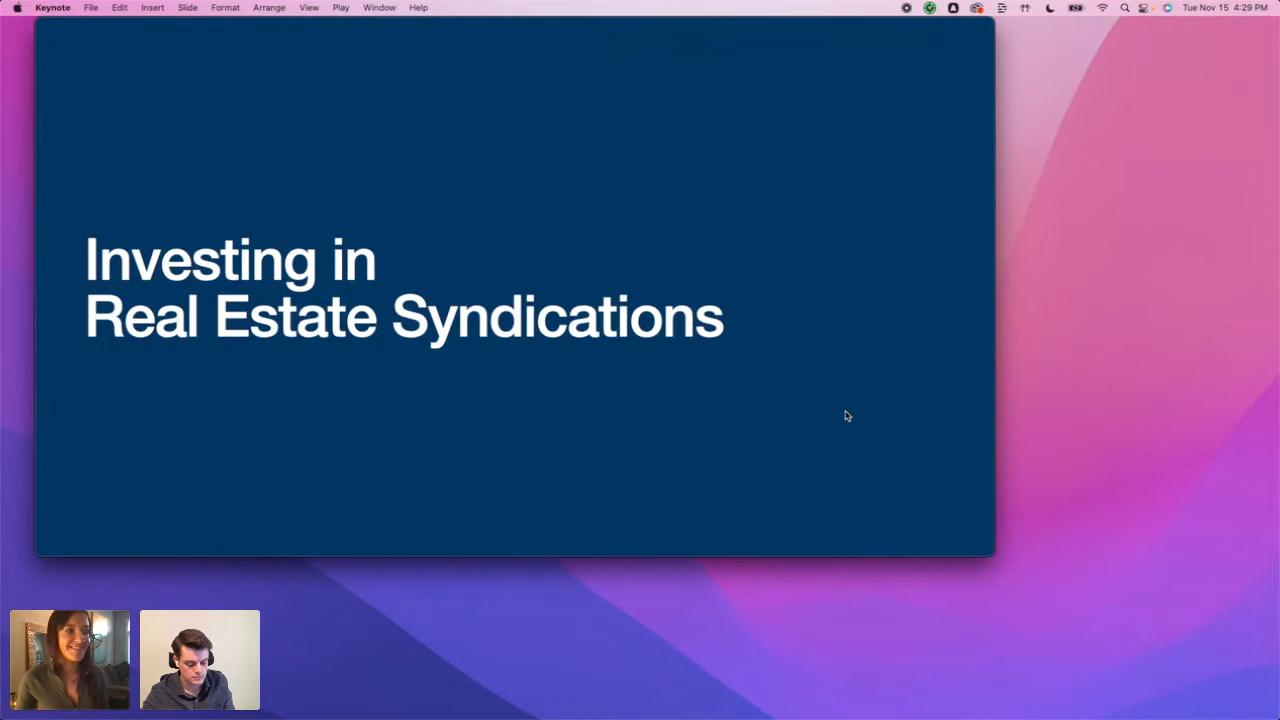 Keynote File Edit Insert Slide Format Arrange View Play Window Help Tue Nov 15 4:29 PM
Investing in
Real Estate Syndications